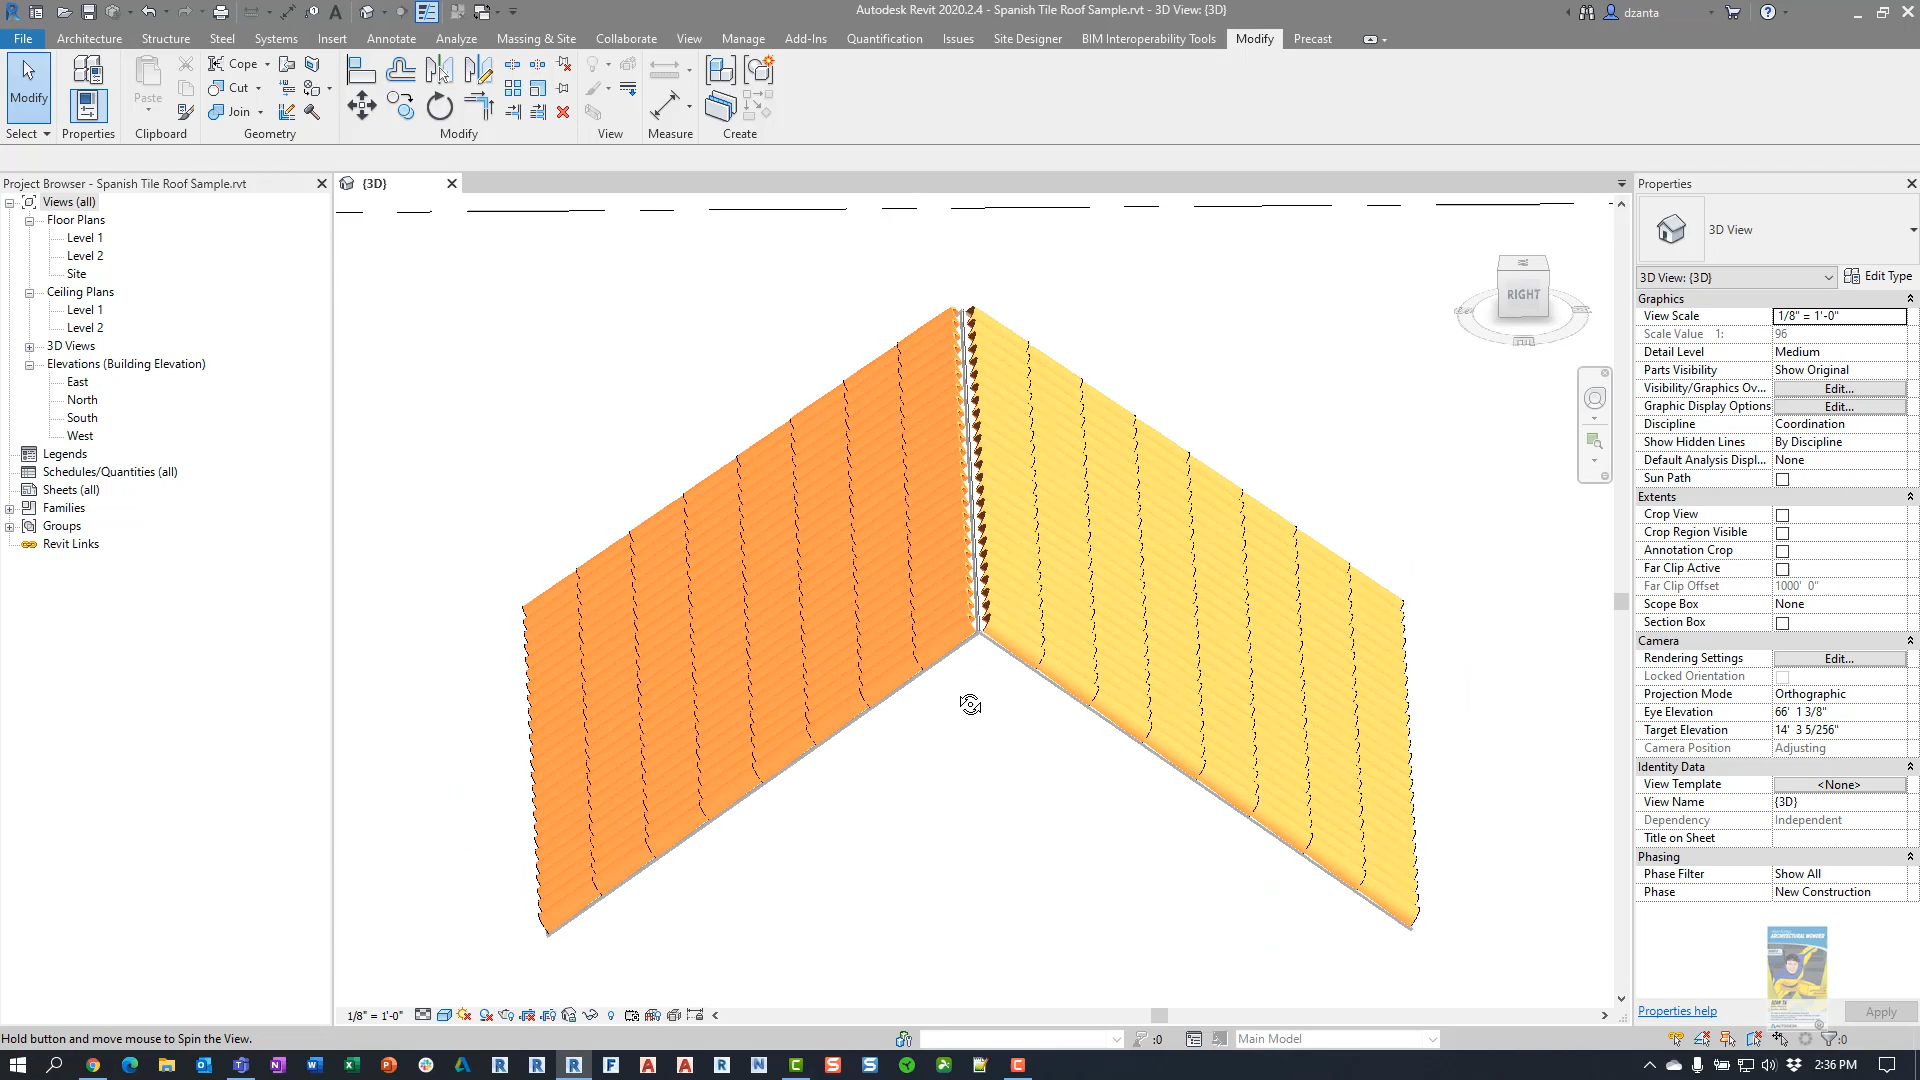 Autodesk Revit 2020.2.4 - Spanish Tile Roof Sample.rvt - 3D View: {3D}
dzanta
File
Architecture
Structure
Steel
Systems
Insert
Annotate
Analyze
Massing & Site
Collaborate
View
Manage
Add-Ins
Quantification
Issues
Site Designer
BIM Interoperability Tools
Modify
Precast
Modify
Paste
Cope
Cut
Join
Select
Properties
Clipboard
Geometry
Modify
View
Measure
Create
Project Browser - Spanish Tile Roof Sample.rvt
Views (all)
Floor Plans
Level 1
Level 2
Site
Ceiling Plans
Level 1
Level 2
3D Views
Elevations (Building Elevation)
East
North
South
West
Legends
Schedules/Quantities (all)
Sheets (all)
Families
Groups
Revit Links
{3D}
RIGHT
Properties
3D View
3D View: {3D}
Edit Type
Graphics
View Scale 1/8" = 1'-0"
Scale Value 1: 96
Detail Level Medium
Parts Visibility Show Original
Visibility/Graphics Ov... Edit...
Graphic Display Options Edit...
Discipline Coordination
Show Hidden Lines By Discipline
Default Analysis Displ... None
Sun Path
Extents
Crop View
Crop Region Visible
Annotation Crop
Far Clip Active
Far Clip Offset 1000' 0"
Scope Box None
Section Box
Camera
Rendering Settings Edit...
Locked Orientation
Projection Mode Orthographic
Eye Elevation 66' 1 3/8"
Target Elevation 14' 3 5/256"
Camera Position Adjusting
Identity Data
View Template <None>
View Name {3D}
Dependency Independent
Title on Sheet
Phasing
Phase Filter Show All
Phase New Construction
ARCHITECTURAL WONDER
Properties help
Apply
1/8" = 1'-0"
Hold button and move mouse to Spin the View.
:0
Main Model
:0
2:36 PM